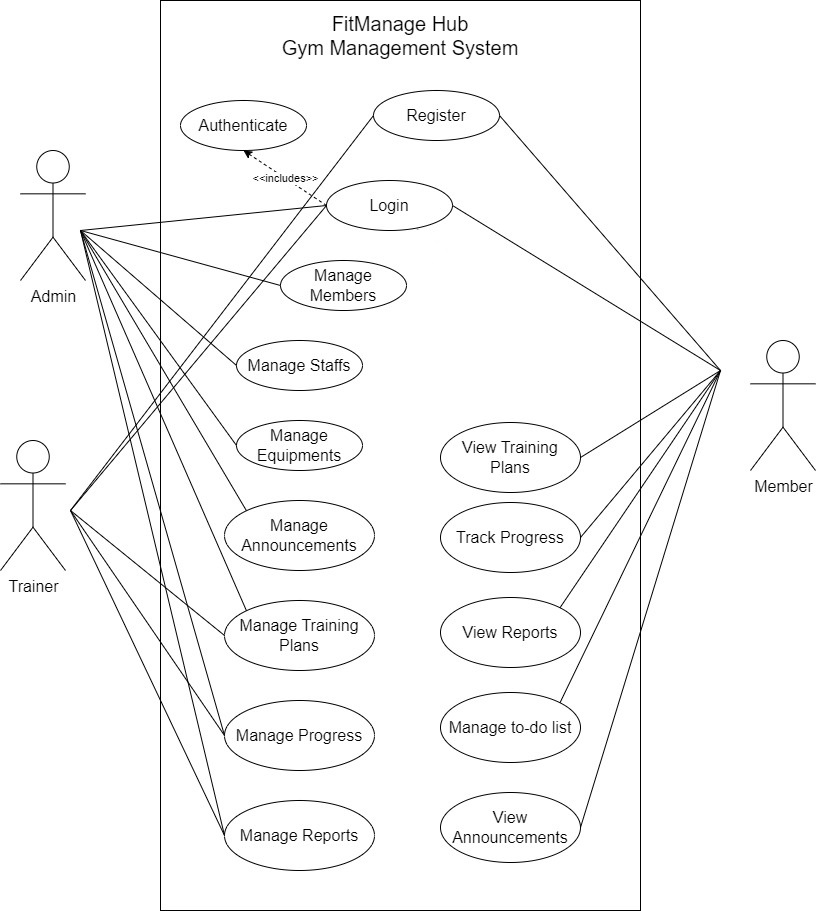 FitManage Hub
Gym Management System
Register
Authenticate
<<includes>>
Login
Admin
Manage
Members
Manage Staffs
Manage
Equipments
View Training
Plans
Member
Manage
Announcements
Track Progress
Trainer
Manage Training
Plans
View Reports
Manage Progress
Manage to-do list
Manage Reports
View
Announcements